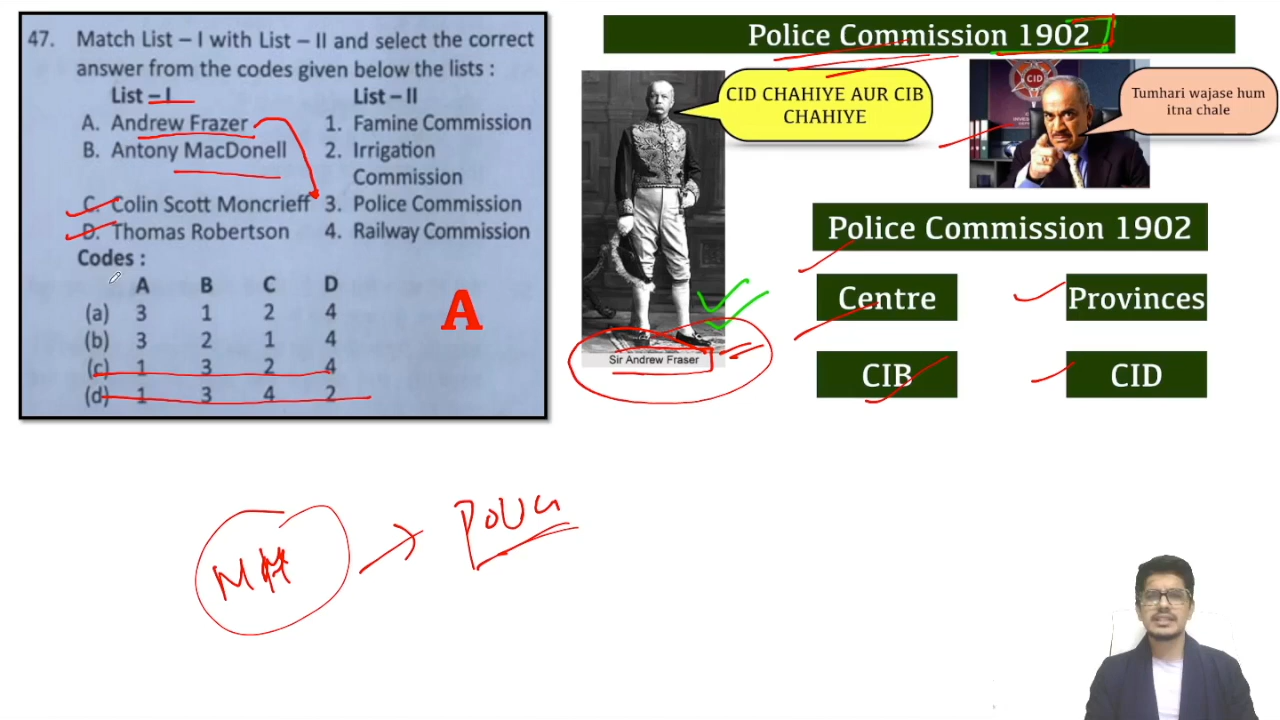 47. Match List – I with List – II and select the correct
answer from the codes given below the lists :
List – I List – II
A. Andrew Frazer 1. Famine Commission
B. Antony MacDonell 2. Irrigation
Commission
C. Colin Scott Moncrieff 3. Police Commission
D. Thomas Robertson 4. Railway Commission
Codes :
A B C D
(a) 3 1 2 4
(b) 3 2 1 4
(c) 1 3 2 4
(d) 1 3 4 2
A
Police Commission 1902
CID CHAHIYE AUR CIB
CHAHIYE
CID
Tumhari wajase hum
itna chale
Sir Andrew Fraser
Police Commission 1902
Centre Provinces
CIB CID